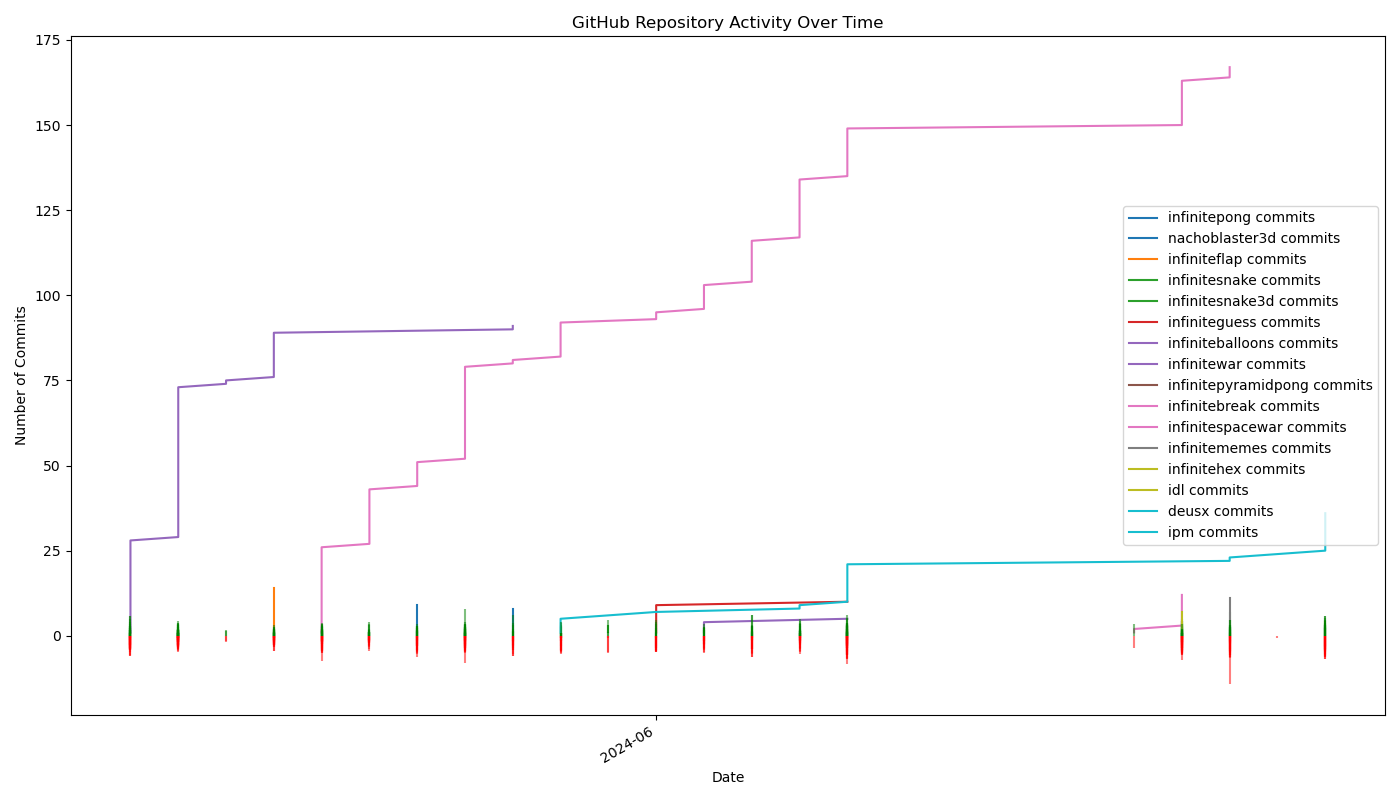 GitHub Repository Activity Over Time
175
150
125
100
75
50
25
0
Number of Commits
infinitepong commits
nachoblaster3d commits
infiniteflap commits
infinitesnake commits
infinitesnake3d commits
infiniteguess commits
infiniteballoons commits
infinitewar commits
infinitepyramidpong commits
infinitebreak commits
infinitespacewar commits
infinitememes commits
infinitehex commits
idl commits
deusx commits
ipm commits
2024-06
Date